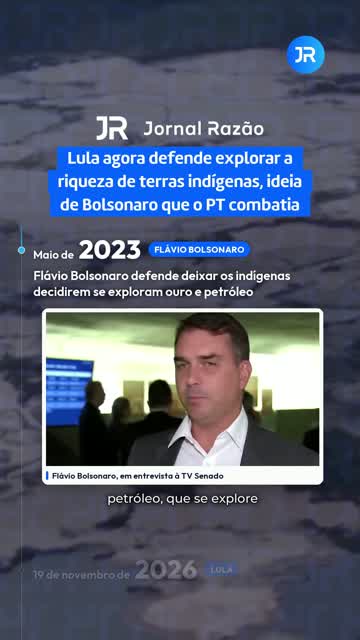 JR
JR Jornal Razão
Lula agora defende explorar a
riqueza de terras indígenas, ideia
de Bolsonaro que o PT combatia
Maio de 2023 FLÁVIO BOLSONARO
Flávio Bolsonaro defende deixar os indígenas
decidirem se exploram ouro e petróleo
Flávio Bolsonaro, em entrevista à TV Senado
petróleo, que se explore
19 de novembro de 2026 LULA